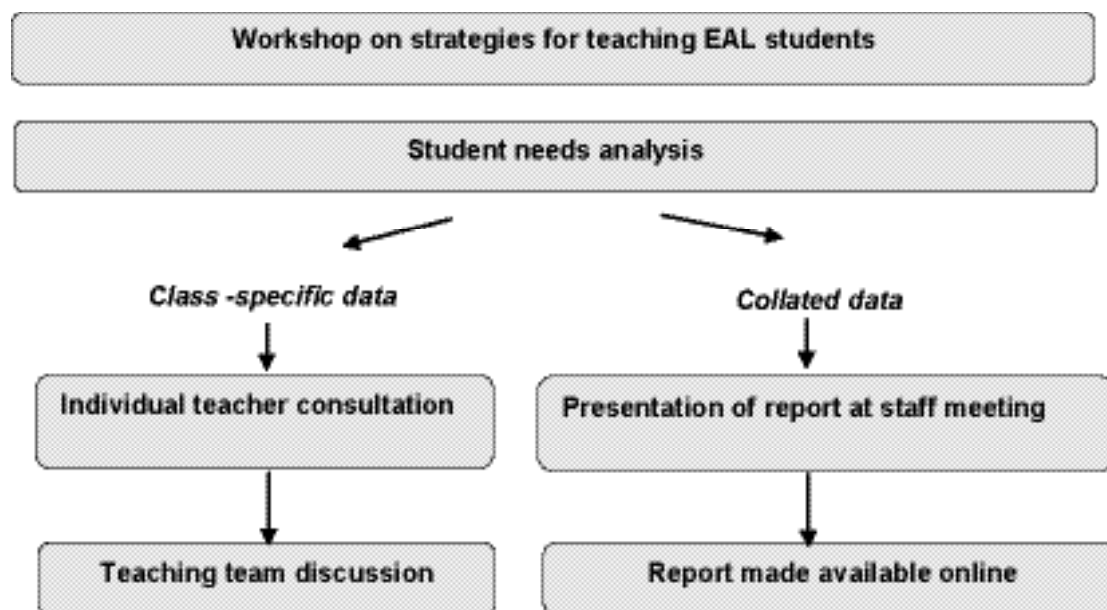 Workshop on strategies for teaching EAL students
Student needs analysis
Class -specific data
Collated data
Individual teacher consultation
Presentation of report at staff meeting
Teaching team discussion
Report made available online